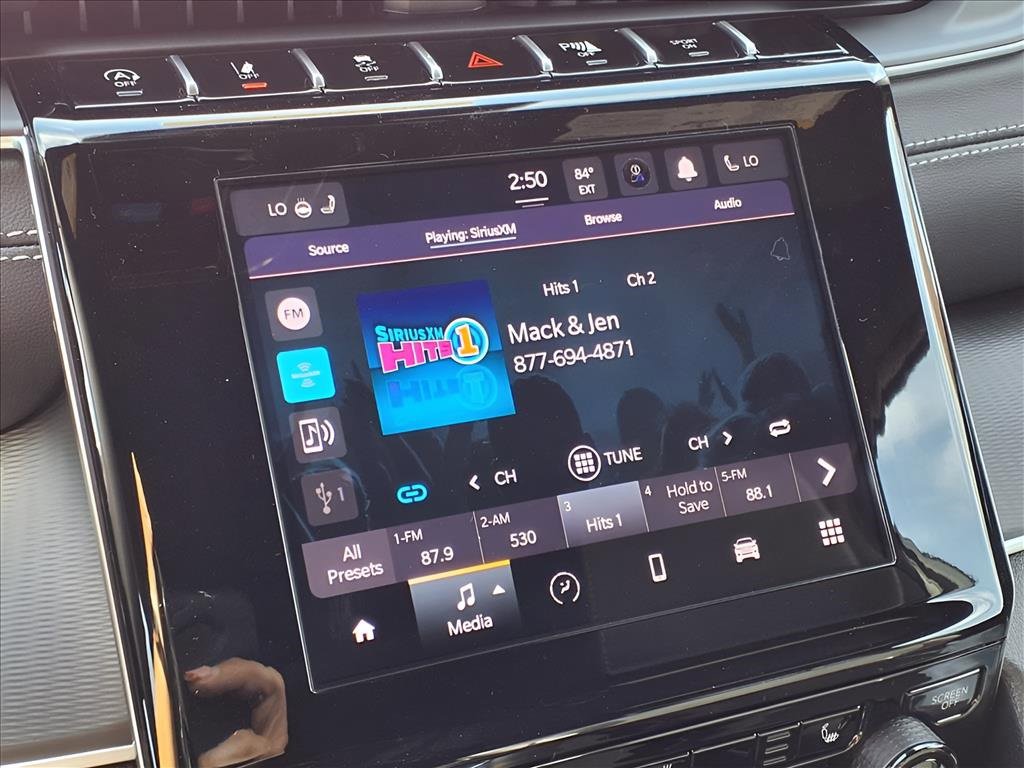 A OFF
OFF
OFF
P OFF
SPORT
ON
LO
2:50
84°
EXT
LO
Source
Playing: SiriusXM
Browse
Audio
FM
SIRIUSXM
HITS 1
Hits 1
Ch 2
Mack & Jen
877-694-4871
1
CH
TUNE
CH
All
Presets
1-FM
87.9
2-AM
530
3
Hits 1
4
Hold to
Save
5-FM
88.1
Media
SCREEN
OFF